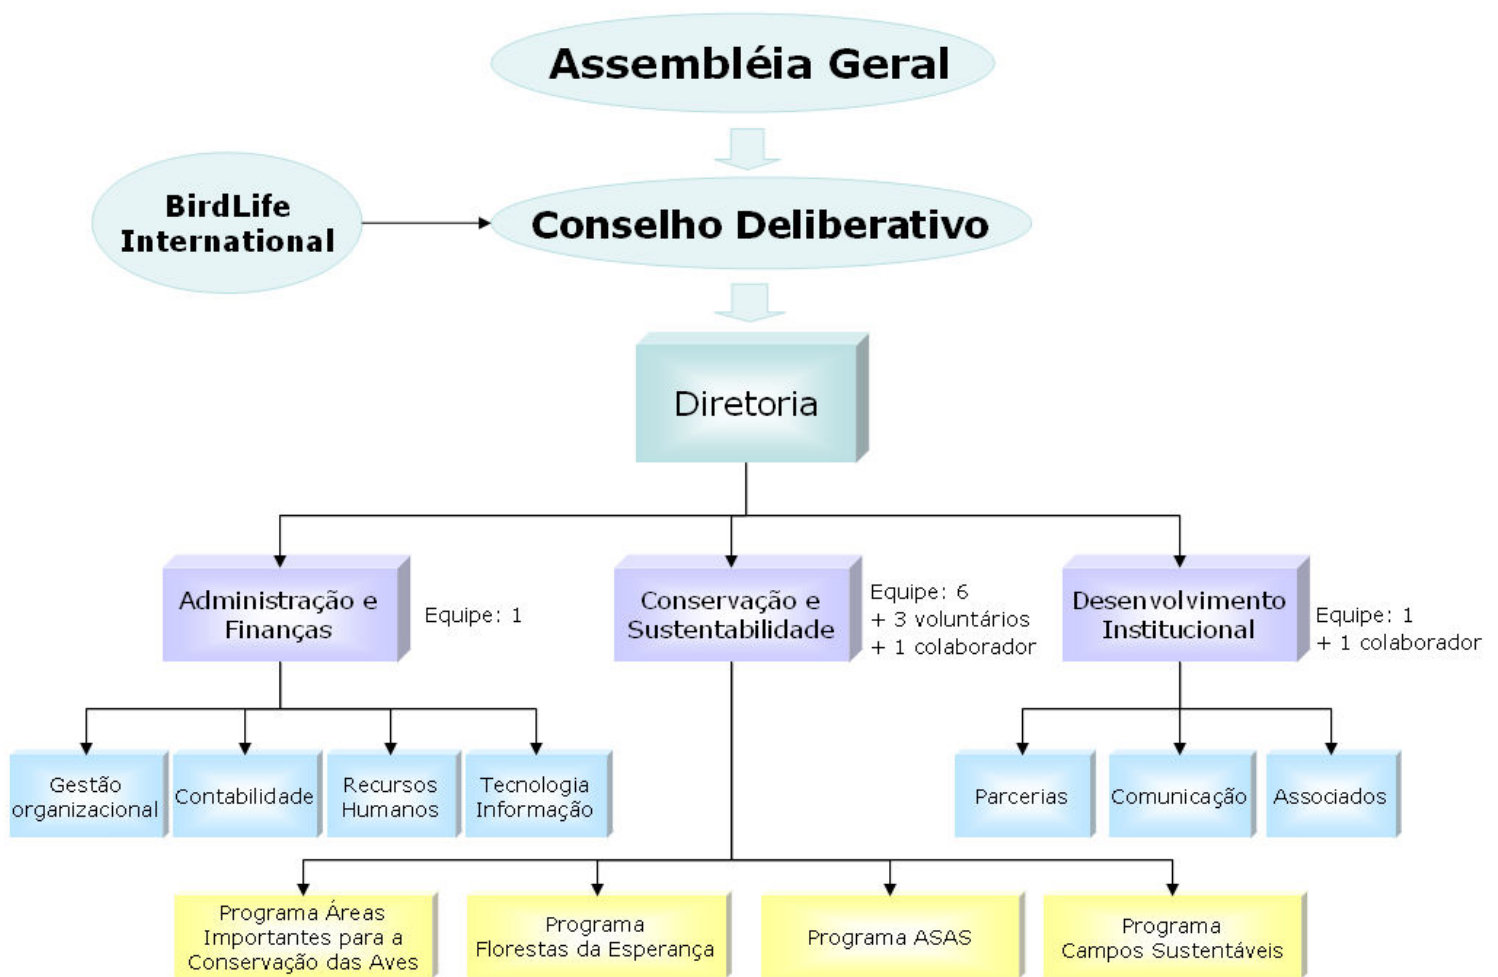 Assembléia Geral
BirdLife
International
Conselho Deliberativo
Diretoria
Administração e
Finanças
Equipe: 1
Conservação e
Sustentabilidade
Equipe: 6
+ 3 voluntários
+ 1 colaborador
Desenvolvimento
Institucional
Equipe: 1
+ 1 colaborador
Gestão
organizacional
Contabilidade
Recursos
Humanos
Tecnologia
Informação
Parcerias
Comunicação
Associados
Programa Áreas
Importantes para a
Conservação das Aves
Programa
Florestas da Esperança
Programa ASAS
Programa
Campos Sustentáveis